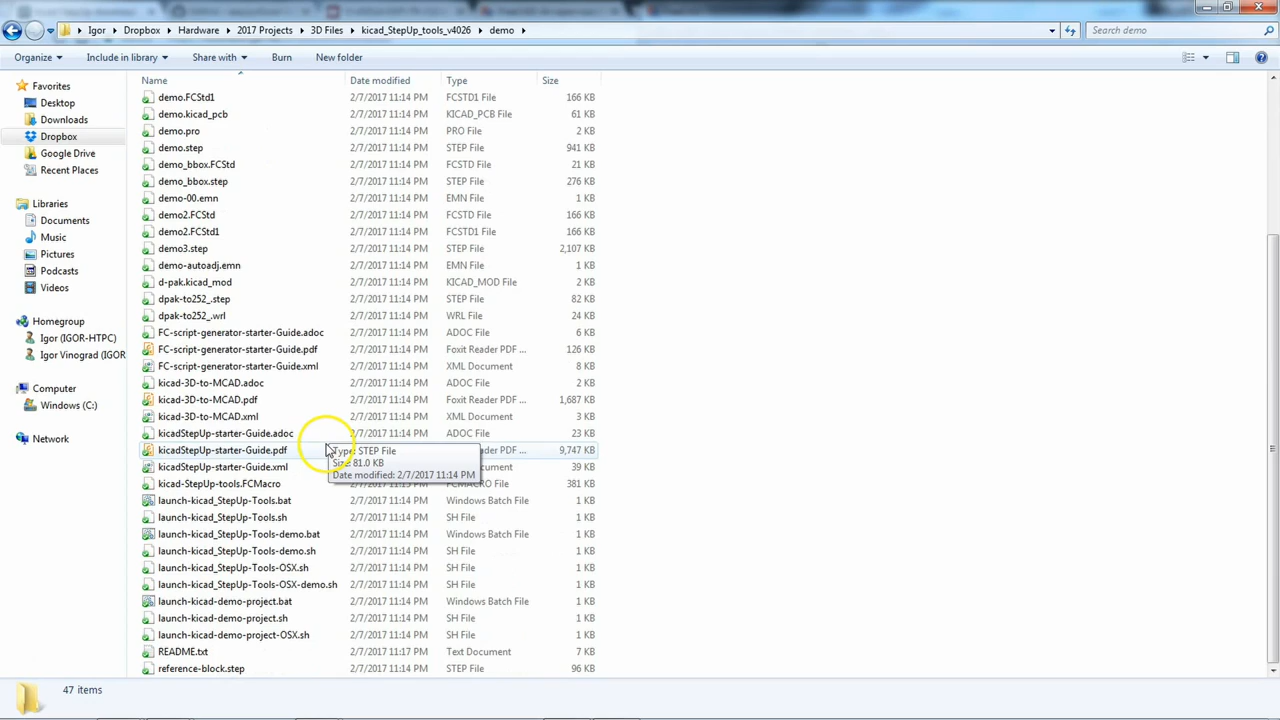 Igor Dropbox Hardware 2017 Projects 3D Files kicad_StepUp_tools_v4026 demo Search demo
Organize Include in library Share with Burn New folder
Name Date modified Type Size
Favorites
Desktop
Downloads
Dropbox
Google Drive
Recent Places
Libraries
Documents
Music
Pictures
Podcasts
Videos
Homegroup
Igor (IGOR-HTPC)
Igor Vinograd (IGOR
Computer
Windows (C:)
Network
demo.FCStd1 2/7/2017 11:14 PM FCSTD1 File 166 KB
demo.kicad_pcb 2/7/2017 11:14 PM KICAD_PCB File 61 KB
demo.pro 2/7/2017 11:14 PM PRO File 2 KB
demo.step 2/7/2017 11:14 PM STEP File 941 KB
demo_bbox.FCStd 2/7/2017 11:14 PM FCSTD File 21 KB
demo_bbox.step 2/7/2017 11:14 PM STEP File 276 KB
demo-00.emn 2/7/2017 11:14 PM EMN File 1 KB
demo2.FCStd 2/7/2017 11:14 PM FCSTD File 166 KB
demo2.FCStd1 2/7/2017 11:14 PM FCSTD1 File 166 KB
demo3.step 2/7/2017 11:14 PM STEP File 2,107 KB
demo-autoadj.emn 2/7/2017 11:14 PM EMN File 1 KB
d-pak.kicad_mod 2/7/2017 11:14 PM KICAD_MOD File 1 KB
dpak-to252_.step 2/7/2017 11:14 PM STEP File 82 KB
dpak-to252_.wrl 2/7/2017 11:14 PM WRL File 24 KB
FC-script-generator-starter-Guide.adoc 2/7/2017 11:14 PM ADOC File 6 KB
FC-script-generator-starter-Guide.pdf 2/7/2017 11:14 PM Foxit Reader PDF ... 126 KB
FC-script-generator-starter-Guide.xml 2/7/2017 11:14 PM XML Document 8 KB
kicad-3D-to-MCAD.adoc 2/7/2017 11:14 PM ADOC File 2 KB
kicad-3D-to-MCAD.pdf 2/7/2017 11:14 PM Foxit Reader PDF ... 1,687 KB
kicad-3D-to-MCAD.xml 2/7/2017 11:14 PM XML Document 3 KB
kicadStepUp-starter-Guide.adoc 2/7/2017 11:14 PM ADOC File 23 KB
kicadStepUp-starter-Guide.pdf ader PDF ... 9,747 KB
Type: STEP File
Size: 81.0 KB
Date modified: 2/7/2017 11:14 PM
kicadStepUp-starter-Guide.xml Document 39 KB
kicad-StepUp-tools.FCMacro 2/7/2017 11:14 PM FCMACRO File 381 KB
launch-kicad_StepUp-Tools.bat 2/7/2017 11:14 PM Windows Batch File 1 KB
launch-kicad_StepUp-Tools.sh 2/7/2017 11:14 PM SH File 1 KB
launch-kicad_StepUp-Tools-demo.bat 2/7/2017 11:14 PM Windows Batch File 1 KB
launch-kicad_StepUp-Tools-demo.sh 2/7/2017 11:14 PM SH File 1 KB
launch-kicad_StepUp-Tools-OSX.sh 2/7/2017 11:14 PM SH File 1 KB
launch-kicad_StepUp-Tools-OSX-demo.sh 2/7/2017 11:14 PM SH File 1 KB
launch-kicad-demo-project.bat 2/7/2017 11:14 PM Windows Batch File 1 KB
launch-kicad-demo-project.sh 2/7/2017 11:14 PM SH File 1 KB
launch-kicad-demo-project-OSX.sh 2/7/2017 11:14 PM SH File 1 KB
README.txt 2/7/2017 11:17 PM Text Document 7 KB
reference-block.step 2/7/2017 11:14 PM STEP File 96 KB
47 items